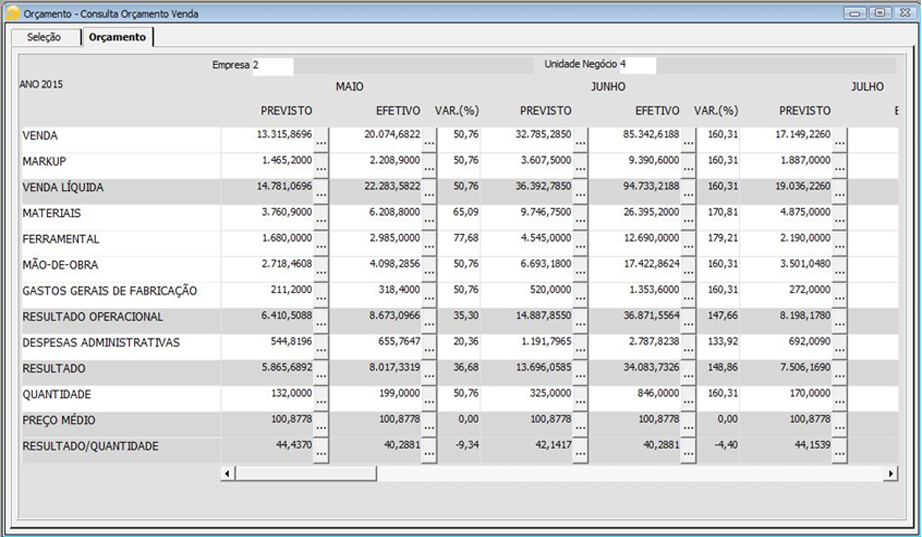 Orçamento - Consulta Orçamento Venda
Seleção Orçamento
Empresa 2 Unidade Negócio 4
ANO 2015 MAIO JUNHO JULHO
PREVISTO EFETIVO VAR.(%) PREVISTO EFETIVO VAR.(%) PREVISTO E
VENDA 13.315,8696 ... 20.074,6822 ... 50,76 32.785,2850 ... 85.342,6188 ... 160,31 17.149,2260 ...
MARKUP 1.465,2000 ... 2.208,9000 ... 50,76 3.607,5000 ... 9.390,6000 ... 160,31 1.887,0000 ...
VENDA LÍQUIDA 14.781,0696 ... 22.283,5822 ... 50,76 36.392,7850 ... 94.733,2188 ... 160,31 19.036,2260 ...
MATERIAIS 3.760,9000 ... 6.208,8000 ... 65,09 9.746,7500 ... 26.395,2000 ... 170,81 4.875,0000 ...
FERRAMENTAL 1.680,0000 ... 2.985,0000 ... 77,68 4.545,0000 ... 12.690,0000 ... 179,21 2.190,0000 ...
MÃO-DE-OBRA 2.718,4608 ... 4.098,2856 ... 50,76 6.693,1800 ... 17.422,8624 ... 160,31 3.501,0480 ...
GASTOS GERAIS DE FABRICAÇÃO 211,2000 ... 318,4000 ... 50,76 520,0000 ... 1.353,6000 ... 160,31 272,0000 ...
RESULTADO OPERACIONAL 6.410,5088 ... 8.673,0966 ... 35,30 14.887,8550 ... 36.871,5564 ... 147,66 8.198,1780 ...
DESPESAS ADMINISTRATIVAS 544,8196 ... 655,7647 ... 20,36 1.191,7965 ... 2.787,8238 ... 133,92 692,0090 ...
RESULTADO 5.865,6892 ... 8.017,3319 ... 36,68 13.696,0585 ... 34.083,7326 ... 148,86 7.506,1690 ...
QUANTIDADE 132,0000 ... 199,0000 ... 50,76 325,0000 ... 846,0000 ... 160,31 170,0000 ...
PREÇO MÉDIO 100,8778 ... 100,8778 ... 0,00 100,8778 ... 100,8778 ... 0,00 100,8778 ...
RESULTADO/QUANTIDADE 44,4370 ... 40,2881 ... -9,34 42,1417 ... 40,2881 ... -4,40 44,1539 ...